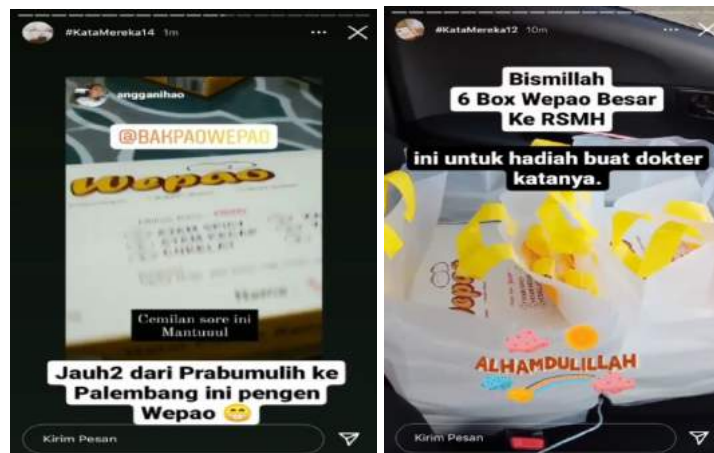 #KataMereka14 1m
angganihao
@BAKPAOWEPAO
Wepao
Cemilan sore ini
Mantuuul
Jauh2 dari Prabumulih ke
Palembang ini pengen
Wepao 😁
Kirim Pesan
#KataMereka12 10m
Bismillah
6 Box Wepao Besar
Ke RSMH
ini untuk hadiah buat dokter
katanya.
ALHAMDULILLAH
Kirim Pesan